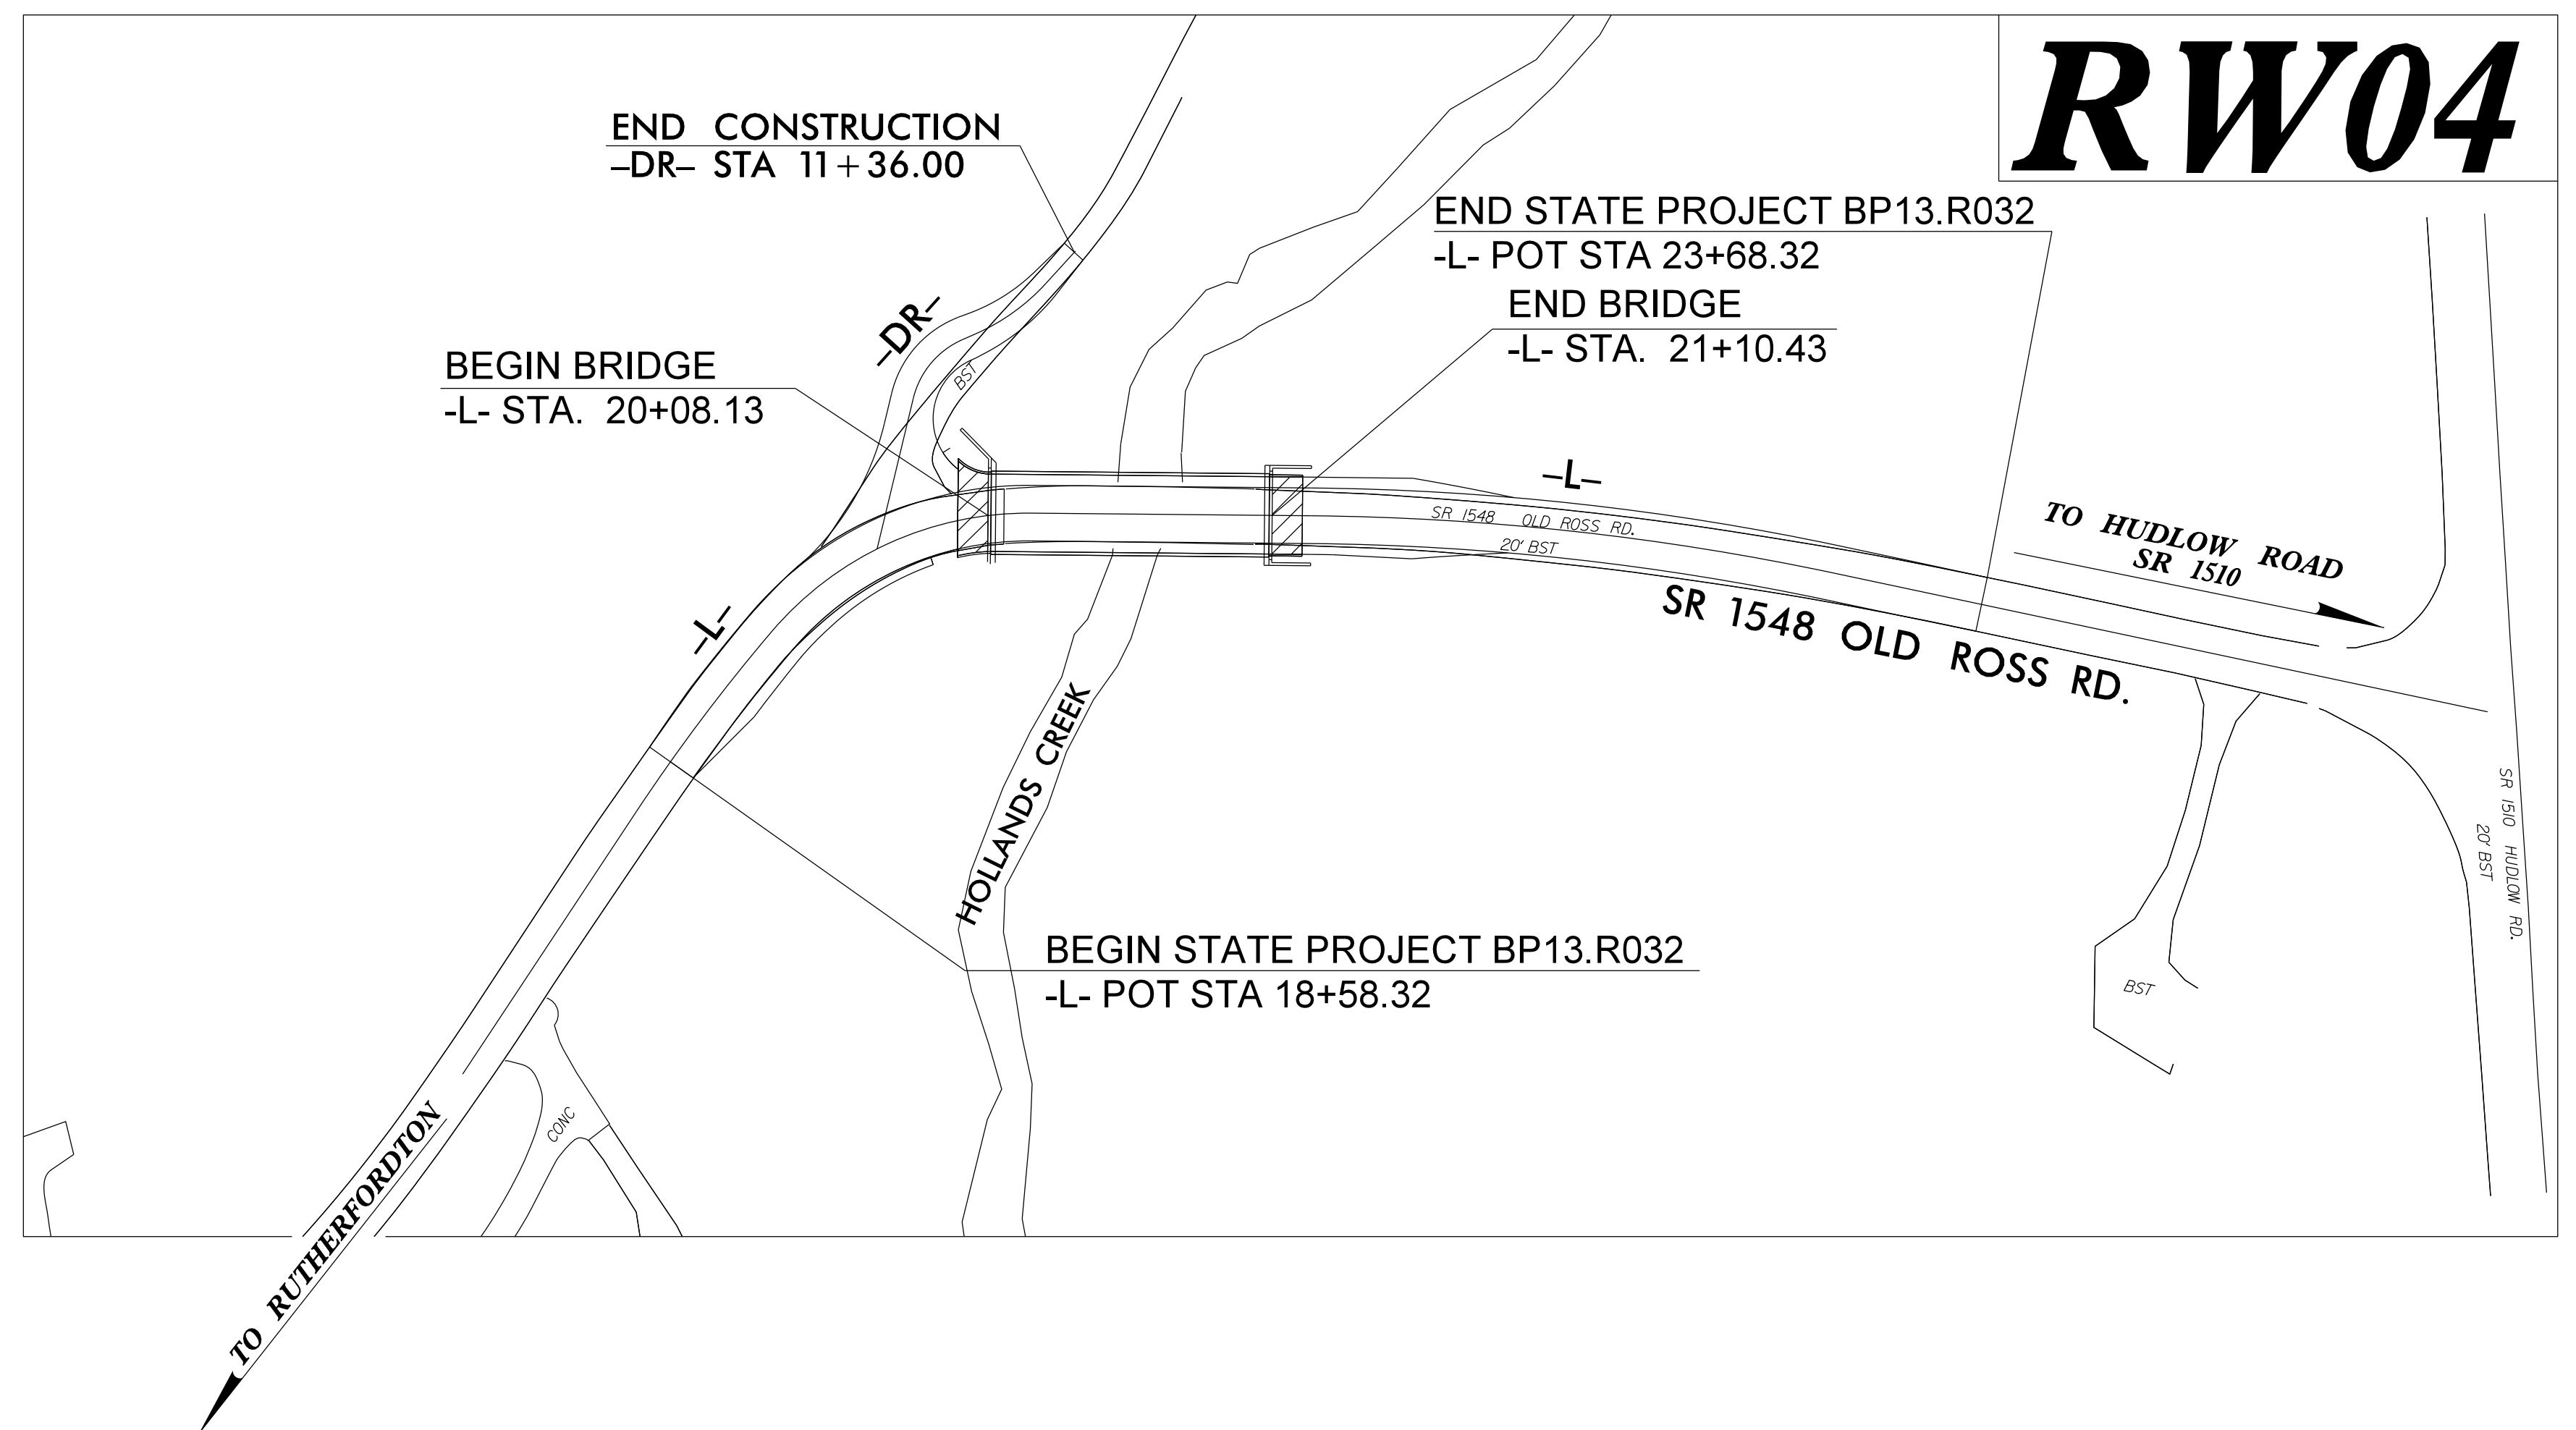 RW04
END CONSTRUCTION
–DR– STA 11+36.00
END STATE PROJECT BP13.R032
-L- POT STA 23+68.32
END BRIDGE
-L- STA. 21+10.43
–DR–
BEGIN BRIDGE
-L- STA. 20+08.13
BST
–L–
SR 1548 OLD ROSS RD.
20' BST
TO HUDLOW ROAD
SR 1510
SR 1548 OLD ROSS RD.
–L–
HOLLANDS CREEK
SR 1510 HUDLOW RD.
20' BST
BEGIN STATE PROJECT BP13.R032
-L- POT STA 18+58.32
BST
CONC
TO RUTHERFORDTON